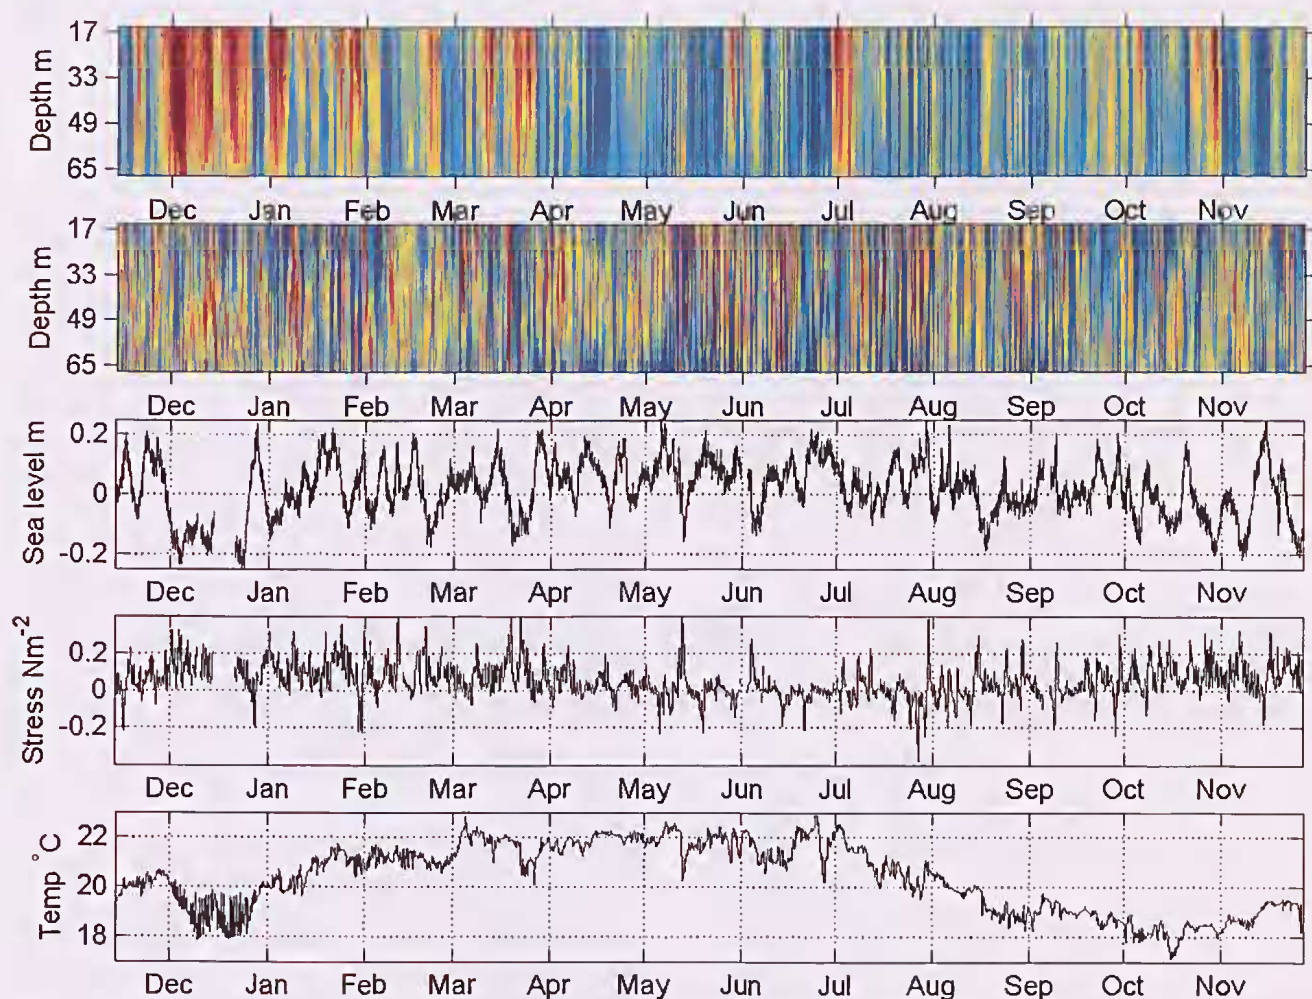 17
33
49
65
Depth m
Dec Jan Feb Mar Apr May Jun Jul Aug Sep Oct Nov
17
33
49
65
Depth m
Dec Jan Feb Mar Apr May Jun Jul Aug Sep Oct Nov
0.2
0
-0.2
Sea level m
Dec Jan Feb Mar Apr May Jun Jul Aug Sep Oct Nov
0.2
0
-0.2
Stress Nm⁻²
Dec Jan Feb Mar Apr May Jun Jul Aug Sep Oct Nov
22
20
18
Temp °C
Dec Jan Feb Mar Apr May Jun Jul Aug Sep Oct Nov